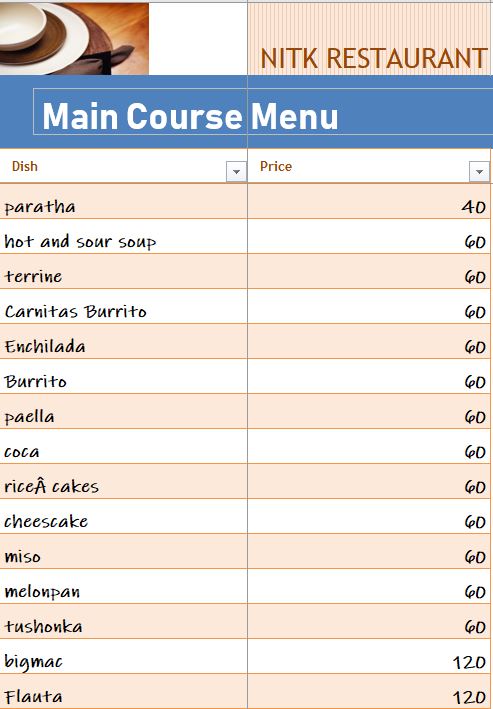 NITK RESTAURANT
Main Course Menu
Dish Price
paratha 40
hot and sour soup 60
terrine 60
Carnitas Burrito 60
Enchilada 60
Burrito 60
paella 60
coca 60
riceÂ cakes 60
cheescake 60
miso 60
melonpan 60
tushonka 60
bigmac 120
Flauta 120